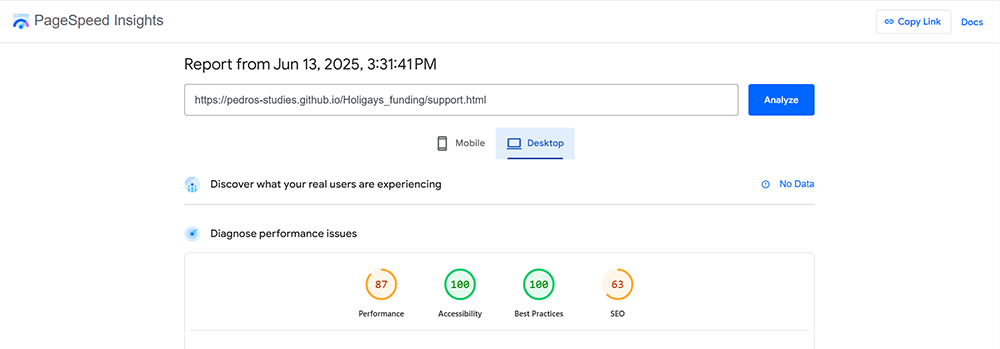 PageSpeed Insights
Copy Link
Docs
Report from Jun 13, 2025, 3:31:41 PM
https://pedros-studies.github.io/Holigays_funding/support.html
Analyze
Mobile
Desktop
Discover what your real users are experiencing
No Data
Diagnose performance issues
87
100
100
63
Performance
Accessibility
Best Practices
SEO